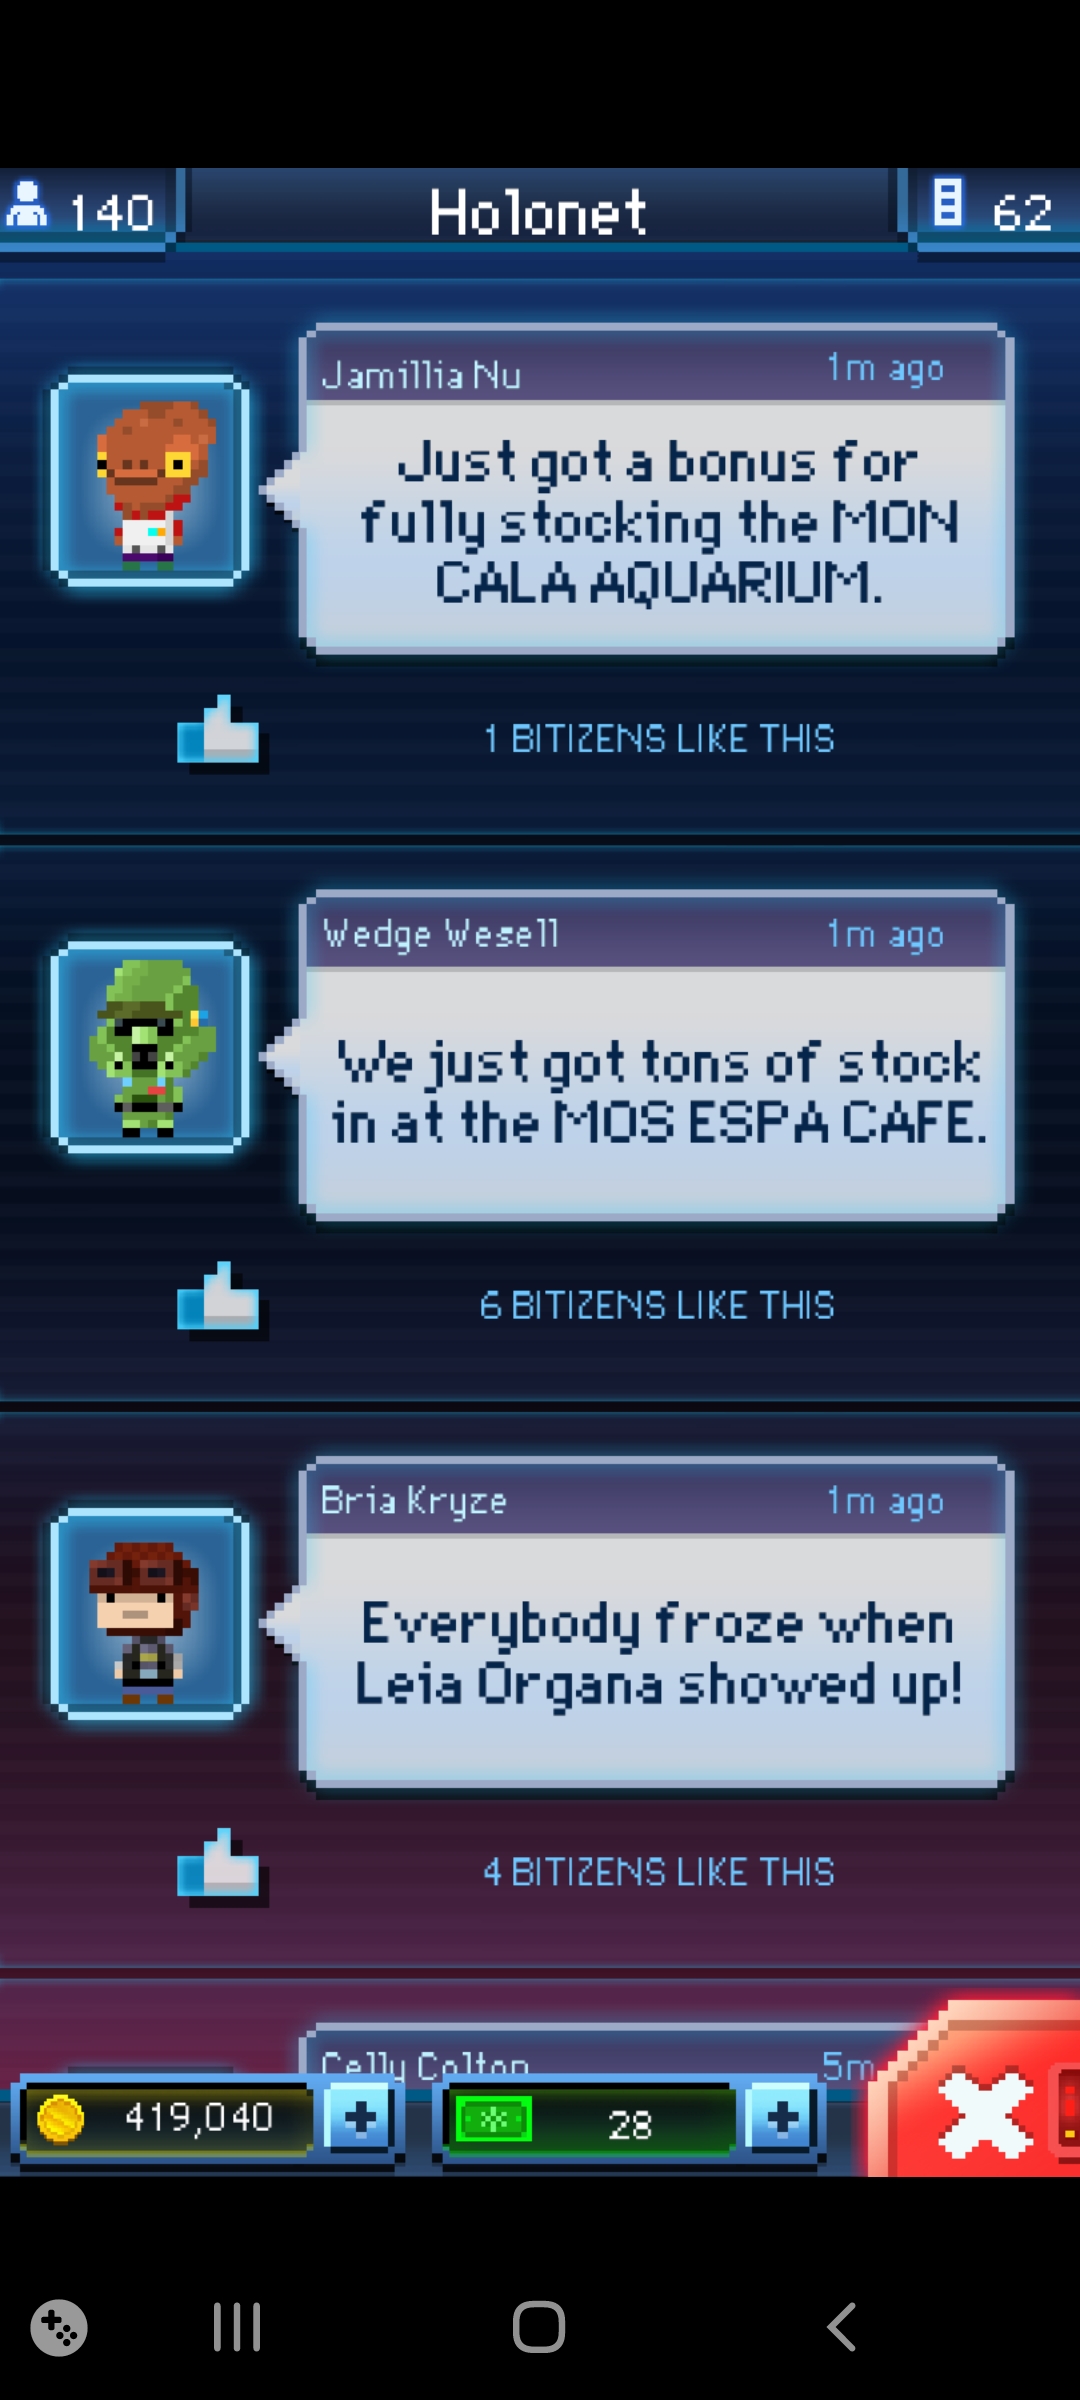 140 Holonet 62
Jamillia Nu 1m ago
Just got a bonus for
fully stocking the MON
CALA AQUARIUM.
1 BITIZENS LIKE THIS
Wedge Wesell 1m ago
We just got tons of stock
in at the MOS ESPA CAFE.
6 BITIZENS LIKE THIS
Bria Kryze 1m ago
Everybody froze when
Leia Organa showed up!
4 BITIZENS LIKE THIS
Celly Colton 5m
419,040 28